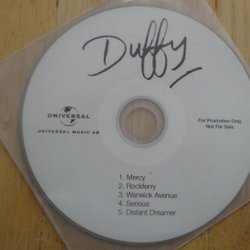 Duffy
UNIVERSAL
UNIVERSAL MUSIC AB
For Promotion Only
Not For Sale
1. Mercy
2. Rockferry
3. Warwick Avenue
4. Serious
5. Distant Dreamer